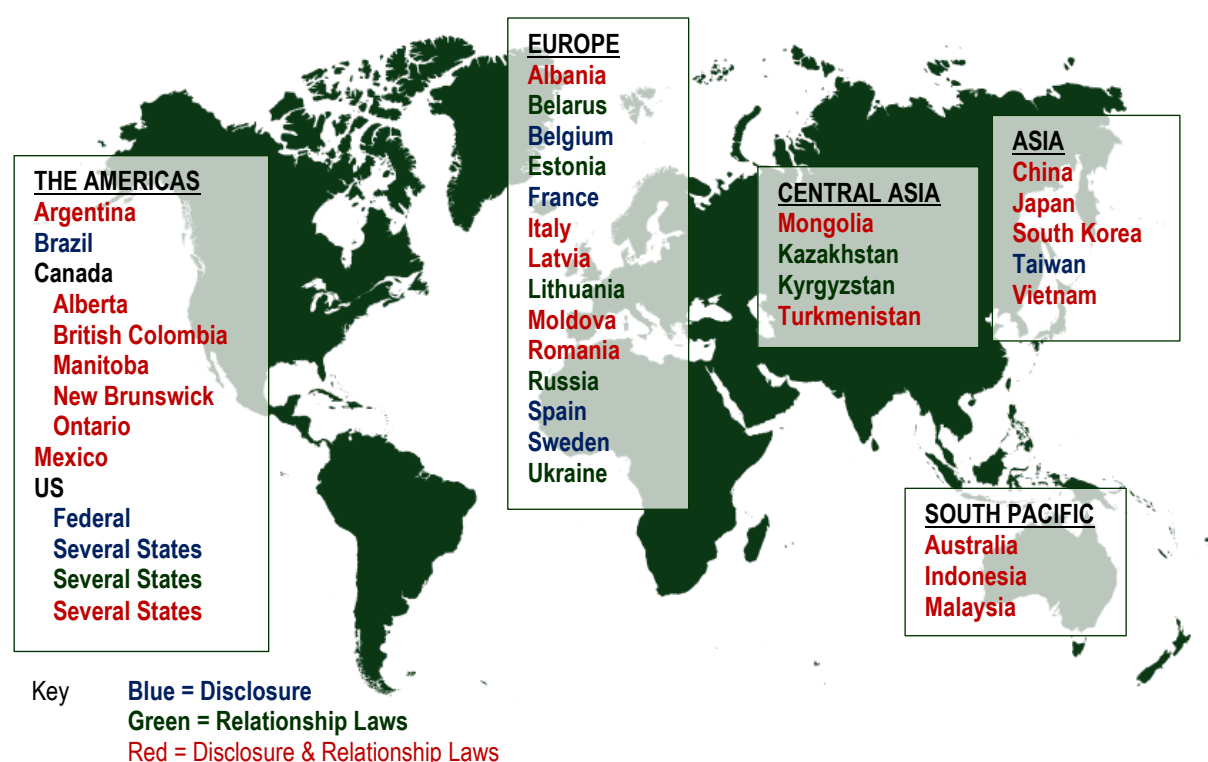 THE AMERICAS
Argentina
Brazil
Canada
Alberta
British Colombia
Manitoba
New Brunswick
Ontario
Mexico
US
Federal
Several States
Several States
Several States
EUROPE
Albania
Belarus
Belgium
Estonia
France
Italy
Latvia
Lithuania
Moldova
Romania
Russia
Spain
Sweden
Ukraine
CENTRAL ASIA
Mongolia
Kazakhstan
Kyrgyzstan
Turkmenistan
ASIA
China
Japan
South Korea
Taiwan
Vietnam
SOUTH PACIFIC
Australia
Indonesia
Malaysia
Key Blue = Disclosure
Green = Relationship Laws
Red = Disclosure & Relationship Laws